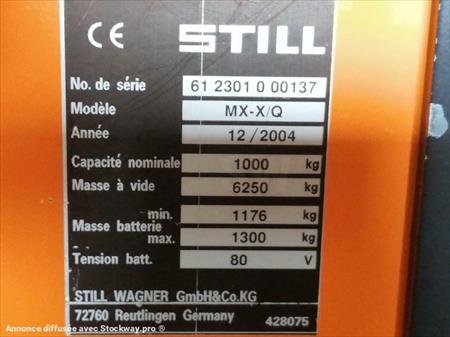 CE STILL
No. de série 61 2301 0 00137
Modèle MX-X/Q
Année 12/2004
Capacité nominale 1000 kg
Masse à vide 6250 kg
Masse batterie min. 1176 kg
max. 1300 kg
Tension batt. 80 V
STILL WAGNER GmbH&Co.KG
72760 Reutlingen Germany 428075
Annonce diffusée avec Stockway.pro ®